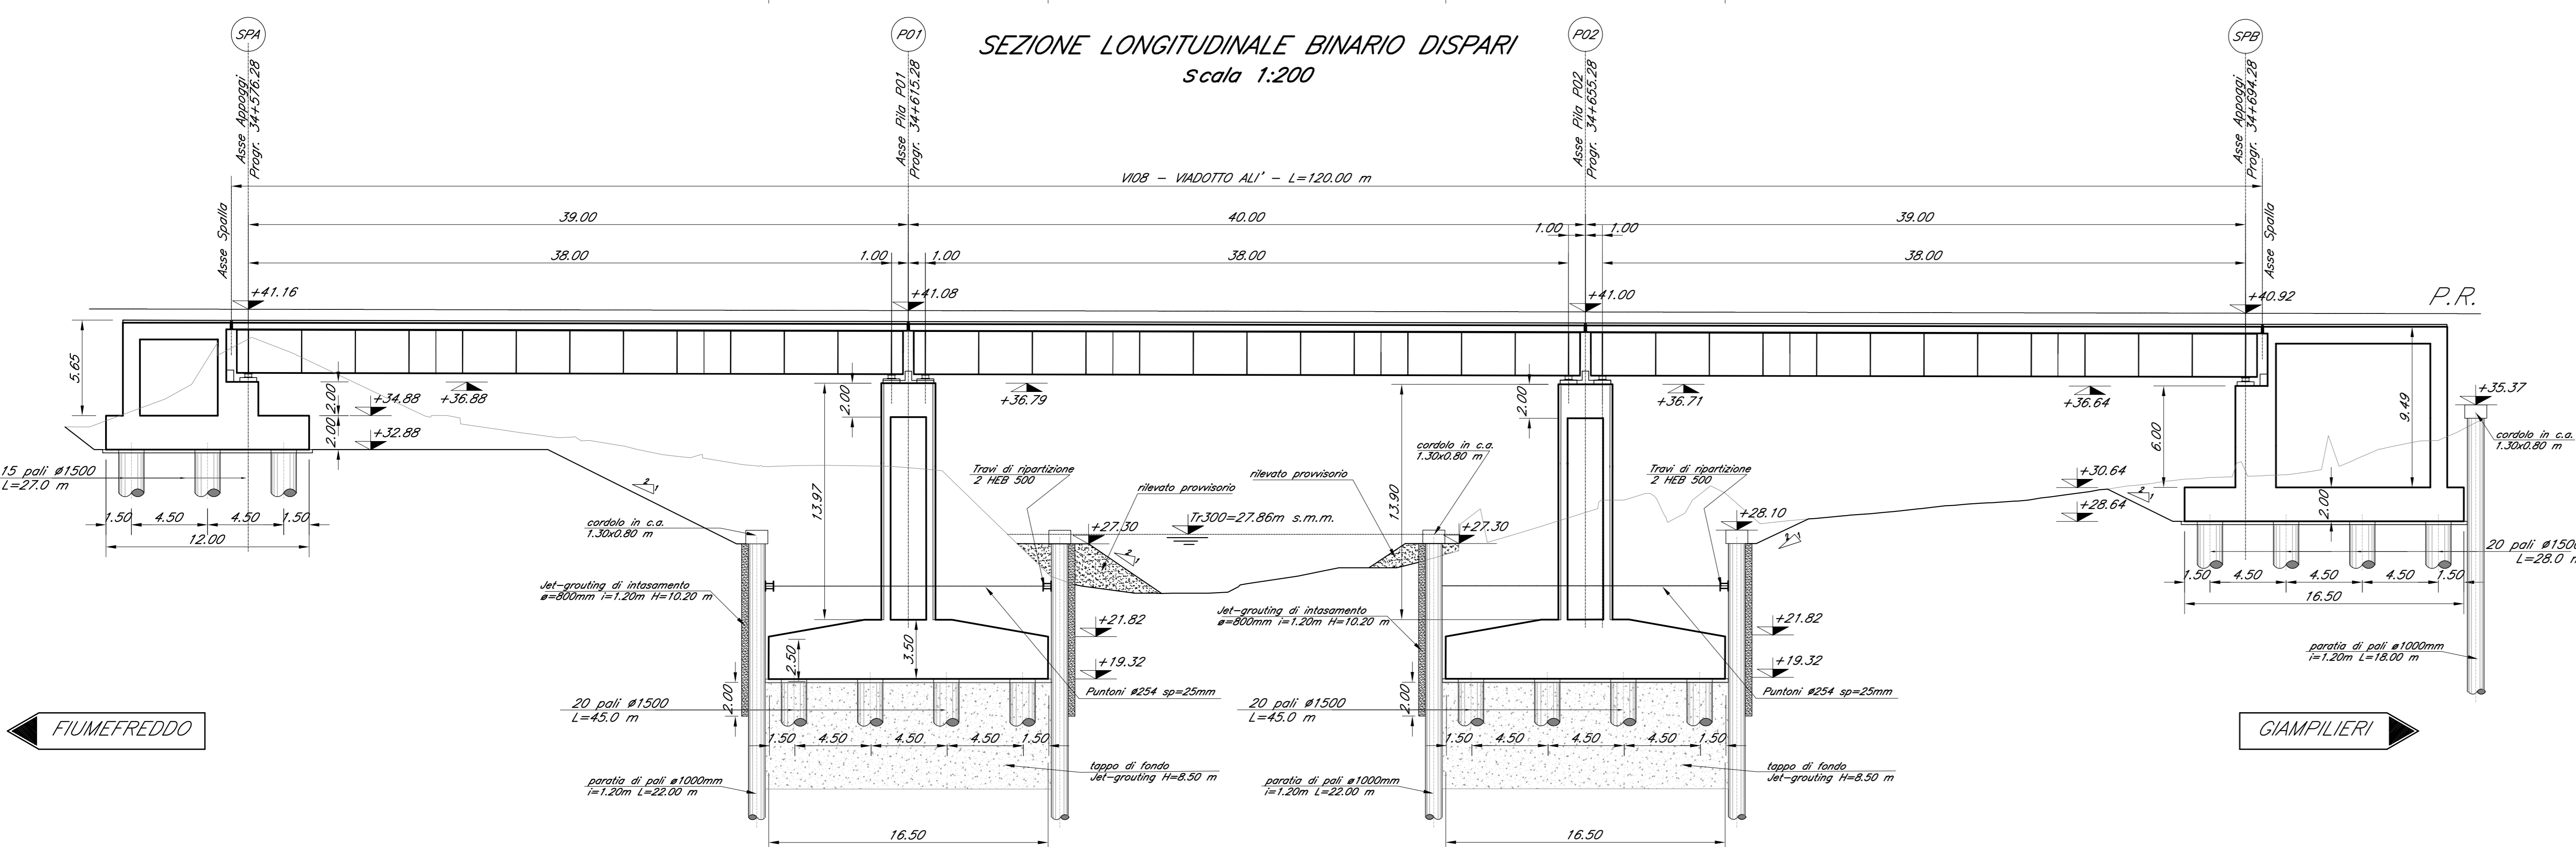 SPA
P01
P02
SPB
SEZIONE LONGITUDINALE BINARIO DISPARI
scala 1:200
Asse Appoggi
Progr. 34+576.28
Asse Pila P01
Progr. 34+615.28
Asse Pila P02
Progr. 34+655.28
Asse Appoggi
Progr. 34+694.28
VI08 - VIADOTTO ALI' - L=120.00 m
Asse Spalla
Asse Spalla
39.00
40.00
39.00
38.00
1.00
1.00
38.00
1.00
1.00
38.00
+41.16
+41.08
+41.00
+40.92
P.R.
5.65
2.00
2.00
+34.88
+32.88
+36.88
13.97
2.00
+36.79
13.90
2.00
+36.71
+36.64
6.00
9.49
2.00
+35.37
cordolo in c.a.
1.30x0.80 m
+30.64
+28.64
15 pali ø1500
L=27.0 m
1.50
4.50
4.50
1.50
12.00
2
1
cordolo in c.a.
1.30x0.80 m
Travi di ripartizione
2 HEB 500
rilevato provvisorio
rilevato provvisorio
cordolo in c.a.
1.30x0.80 m
Travi di ripartizione
2 HEB 500
+27.30
Tr300=27.86m s.m.m.
+27.30
+28.10
2
1
2
1
2
1
20 pali ø1500
L=28.0 m
1.50
4.50
4.50
4.50
1.50
16.50
Jet-grouting di intasamento
ø=800mm i=1.20m H=10.20 m
Jet-grouting di intasamento
ø=800mm i=1.20m H=10.20 m
+21.82
+19.32
+21.82
+19.32
2.50
3.50
2.00
2.00
Puntoni ø254 sp=25mm
Puntoni ø254 sp=25mm
paratia di pali ø1000mm
i=1.20m L=18.00 m
20 pali ø1500
L=45.0 m
20 pali ø1500
L=45.0 m
FIUMEFREDDO
GIAMPILIERI
1.50
4.50
4.50
4.50
1.50
1.50
4.50
4.50
4.50
1.50
tappo di fondo
Jet-grouting H=8.50 m
tappo di fondo
Jet-grouting H=8.50 m
paratia di pali ø1000mm
i=1.20m L=22.00 m
paratia di pali ø1000mm
i=1.20m L=22.00 m
16.50
16.50